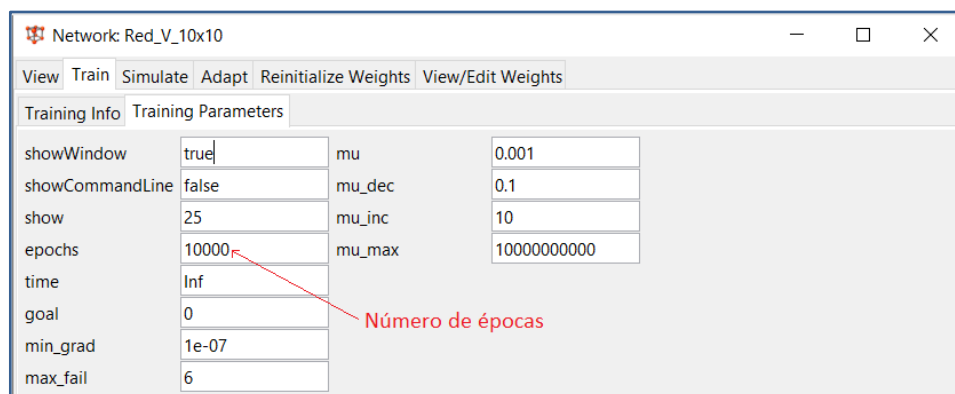 Network: Red_V_10x10
View Train Simulate Adapt Reinitialize Weights View/Edit Weights
Training Info Training Parameters
showWindow true mu 0.001
showCommandLine false mu_dec 0.1
show 25 mu_inc 10
epochs 10000 mu_max 10000000000
time Inf
goal 0
Número de épocas
min_grad 1e-07
max_fail 6